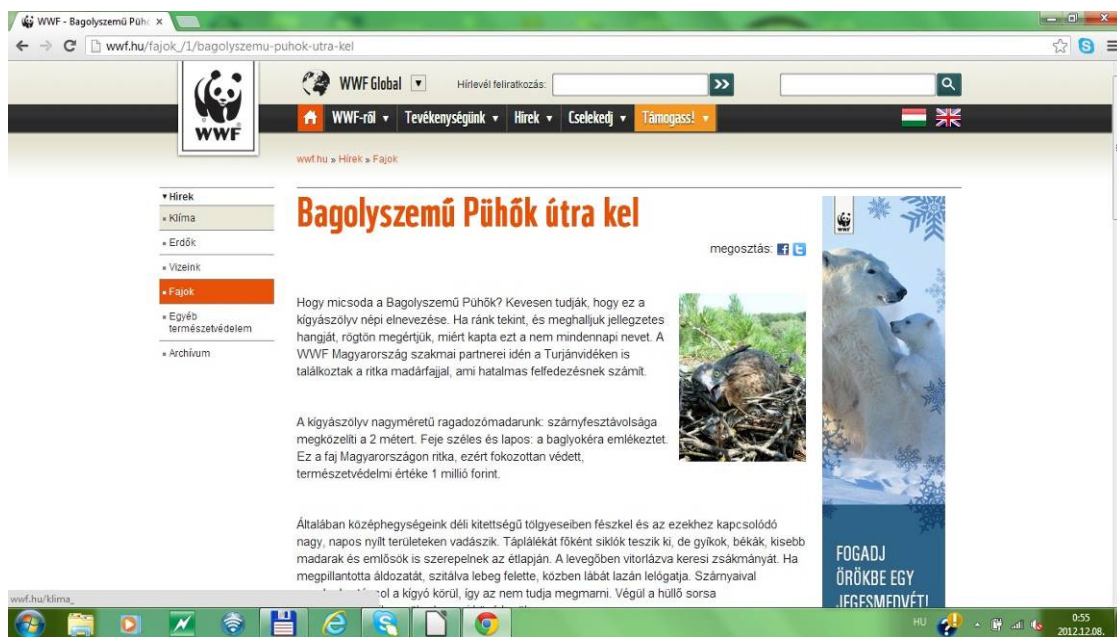 WWF - Bagolyszemű Püh
wwf.hu/fajok_/1/bagolyszemu-puhok-utra-kel
WWF
WWF Global
Hírlevél feliratkozás:
WWF-ről
Tevékenységünk
Hírek
Cselekedj
Támogass!
wwf.hu » Hírek » Fajok
Hírek
Klíma
Erdők
Vizeink
Fajok
Egyéb
természetvédelem
Archívum
Bagolyszemű Pühők útra kel
megosztás:
Hogy micsoda a Bagolyszemű Pühők? Kevesen tudják, hogy ez a
kígyászölyv népi elnevezése. Ha ránk tekint, és meghalljuk jellegzetes
hangját, rögtön megértjük, miért kapta ezt a nem mindennapi nevet. A
WWF Magyarország szakmai partnerei idén a Turjánvidéken is
találkoztak a ritka madárfajjal, ami hatalmas felfedezésnek számít.
A kígyászölyv nagyméretű ragadozómadarunk: szárnyfesztávolsága
megközelíti a 2 métert. Feje széles és lapos: a baglyokéra emlékeztet.
Ez a faj Magyarországon ritka, ezért fokozottan védett,
természetvédelmi értéke 1 millió forint.
Általában középhegységeink déli kitettségű tölgyeseiben fészkel és az ezekhez kapcsolódó
nagy, napos nyílt területeken vadászik. Táplálékát főként siklók teszik ki, de gyíkok, békák, kisebb
madarak és emlősök is szerepelnek az étlapján. A levegőben vitorlázva keresi zsákmányát. Ha
megpillantotta áldozatát, szitálva lebeg felette, közben lábát lazán lelógatja. Szárnyaival
a kígyó körül, így az nem tudja megmarni. Végül a hüllő sorsa
WWF
FOGADJ
ÖRÖKBE EGY
JEGESMEDVÉT!
wwf.hu/klima_
HU
0:55
2012.12.08.